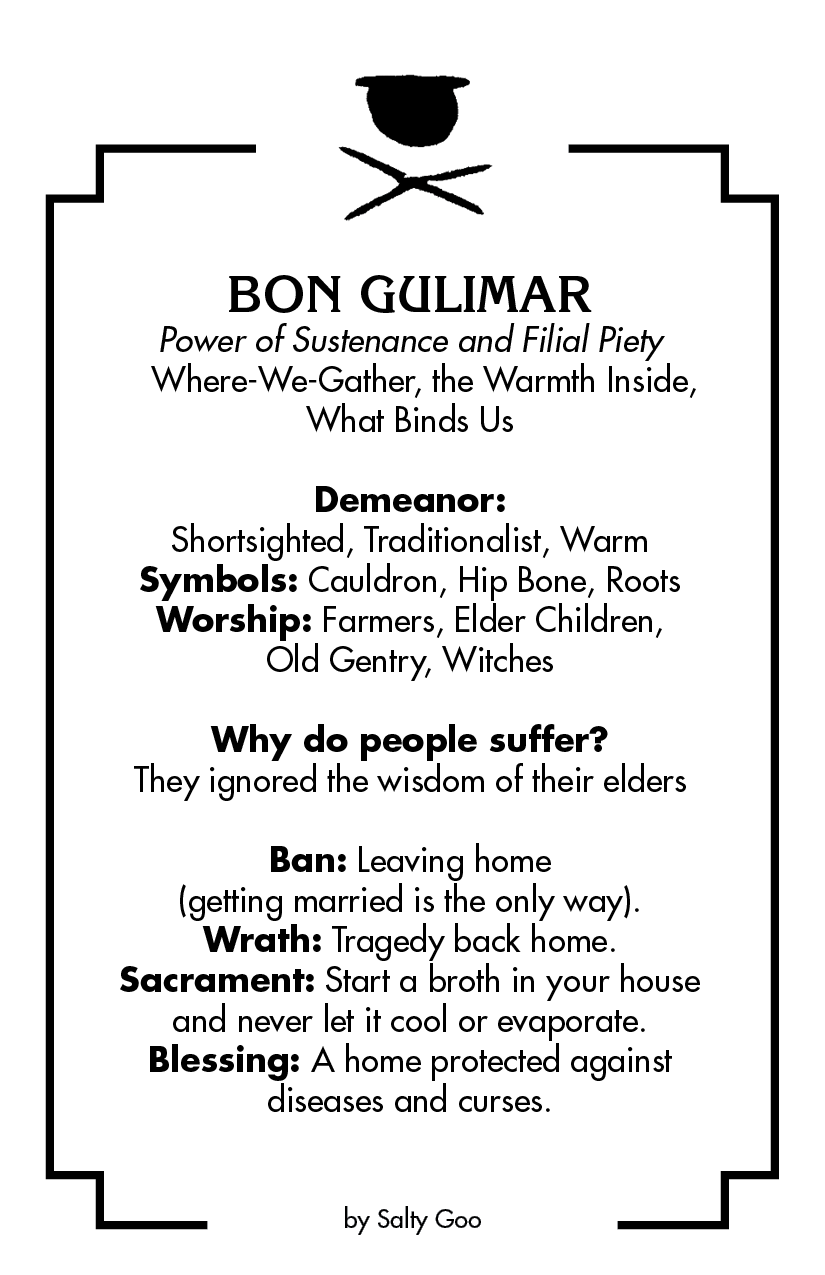 BON GULIMAR
Power of Sustenance and Filial Piety
Where-We-Gather, the Warmth Inside,
What Binds Us
Demeanor:
Shortsighted, Traditionalist, Warm
Symbols: Cauldron, Hip Bone, Roots
Worship: Farmers, Elder Children,
Old Gentry, Witches
Why do people suffer?
They ignored the wisdom of their elders
Ban: Leaving home
(getting married is the only way).
Wrath: Tragedy back home.
Sacrament: Start a broth in your house
and never let it cool or evaporate.
Blessing: A home protected against
diseases and curses.
by Salty Goo